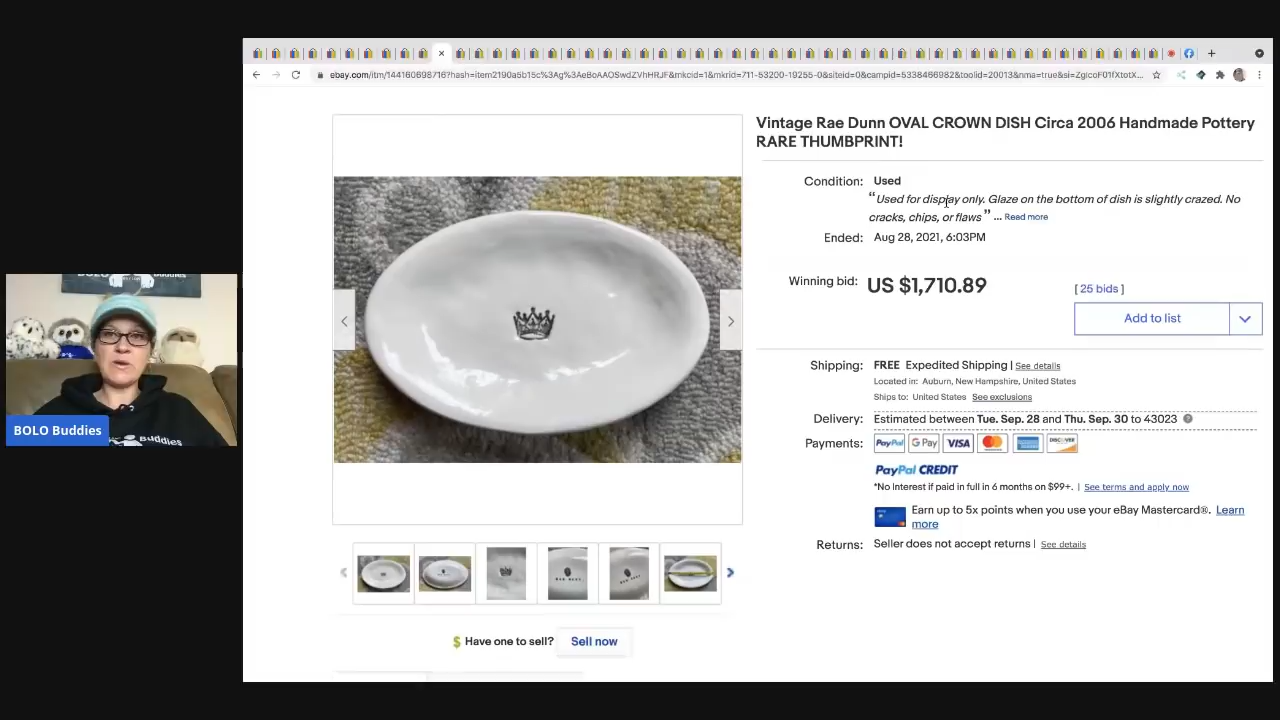 ebay.com/itm/144160698716?hash=item2190a5b15c%3Ag%3AeBoAAOSwdZVhHRJF&mkcid=1&mkrid=711-53200-19255-0&siteid=0&campid=5338466982&toolid=20013&nma=true&si=ZgIcoF01fXtotX...
Vintage Rae Dunn OVAL CROWN DISH Circa 2006 Handmade Pottery
RARE THUMBPRINT!
Condition: Used
“Used for display only. Glaze on the bottom of dish is slightly crazed. No
cracks, chips, or flaws” ... Read more
Ended: Aug 28, 2021, 6:03PM
Winning bid: US $1,710.89 [ 25 bids ]
Add to list
Shipping: FREE Expedited Shipping | See details
Located in: Auburn, New Hampshire, United States
Ships to: United States See exclusions
Delivery: Estimated between Tue. Sep. 28 and Thu. Sep. 30 to 43023
Payments: PayPal G Pay VISA DISCOVER
PayPal CREDIT
*No Interest if paid in full in 6 months on $99+. | See terms and apply now
Earn up to 5x points when you use your eBay Mastercard®. Learn
more
Returns: Seller does not accept returns | See details
$ Have one to sell? Sell now
BOLO
Buddies
Buddies
BOLO Buddies